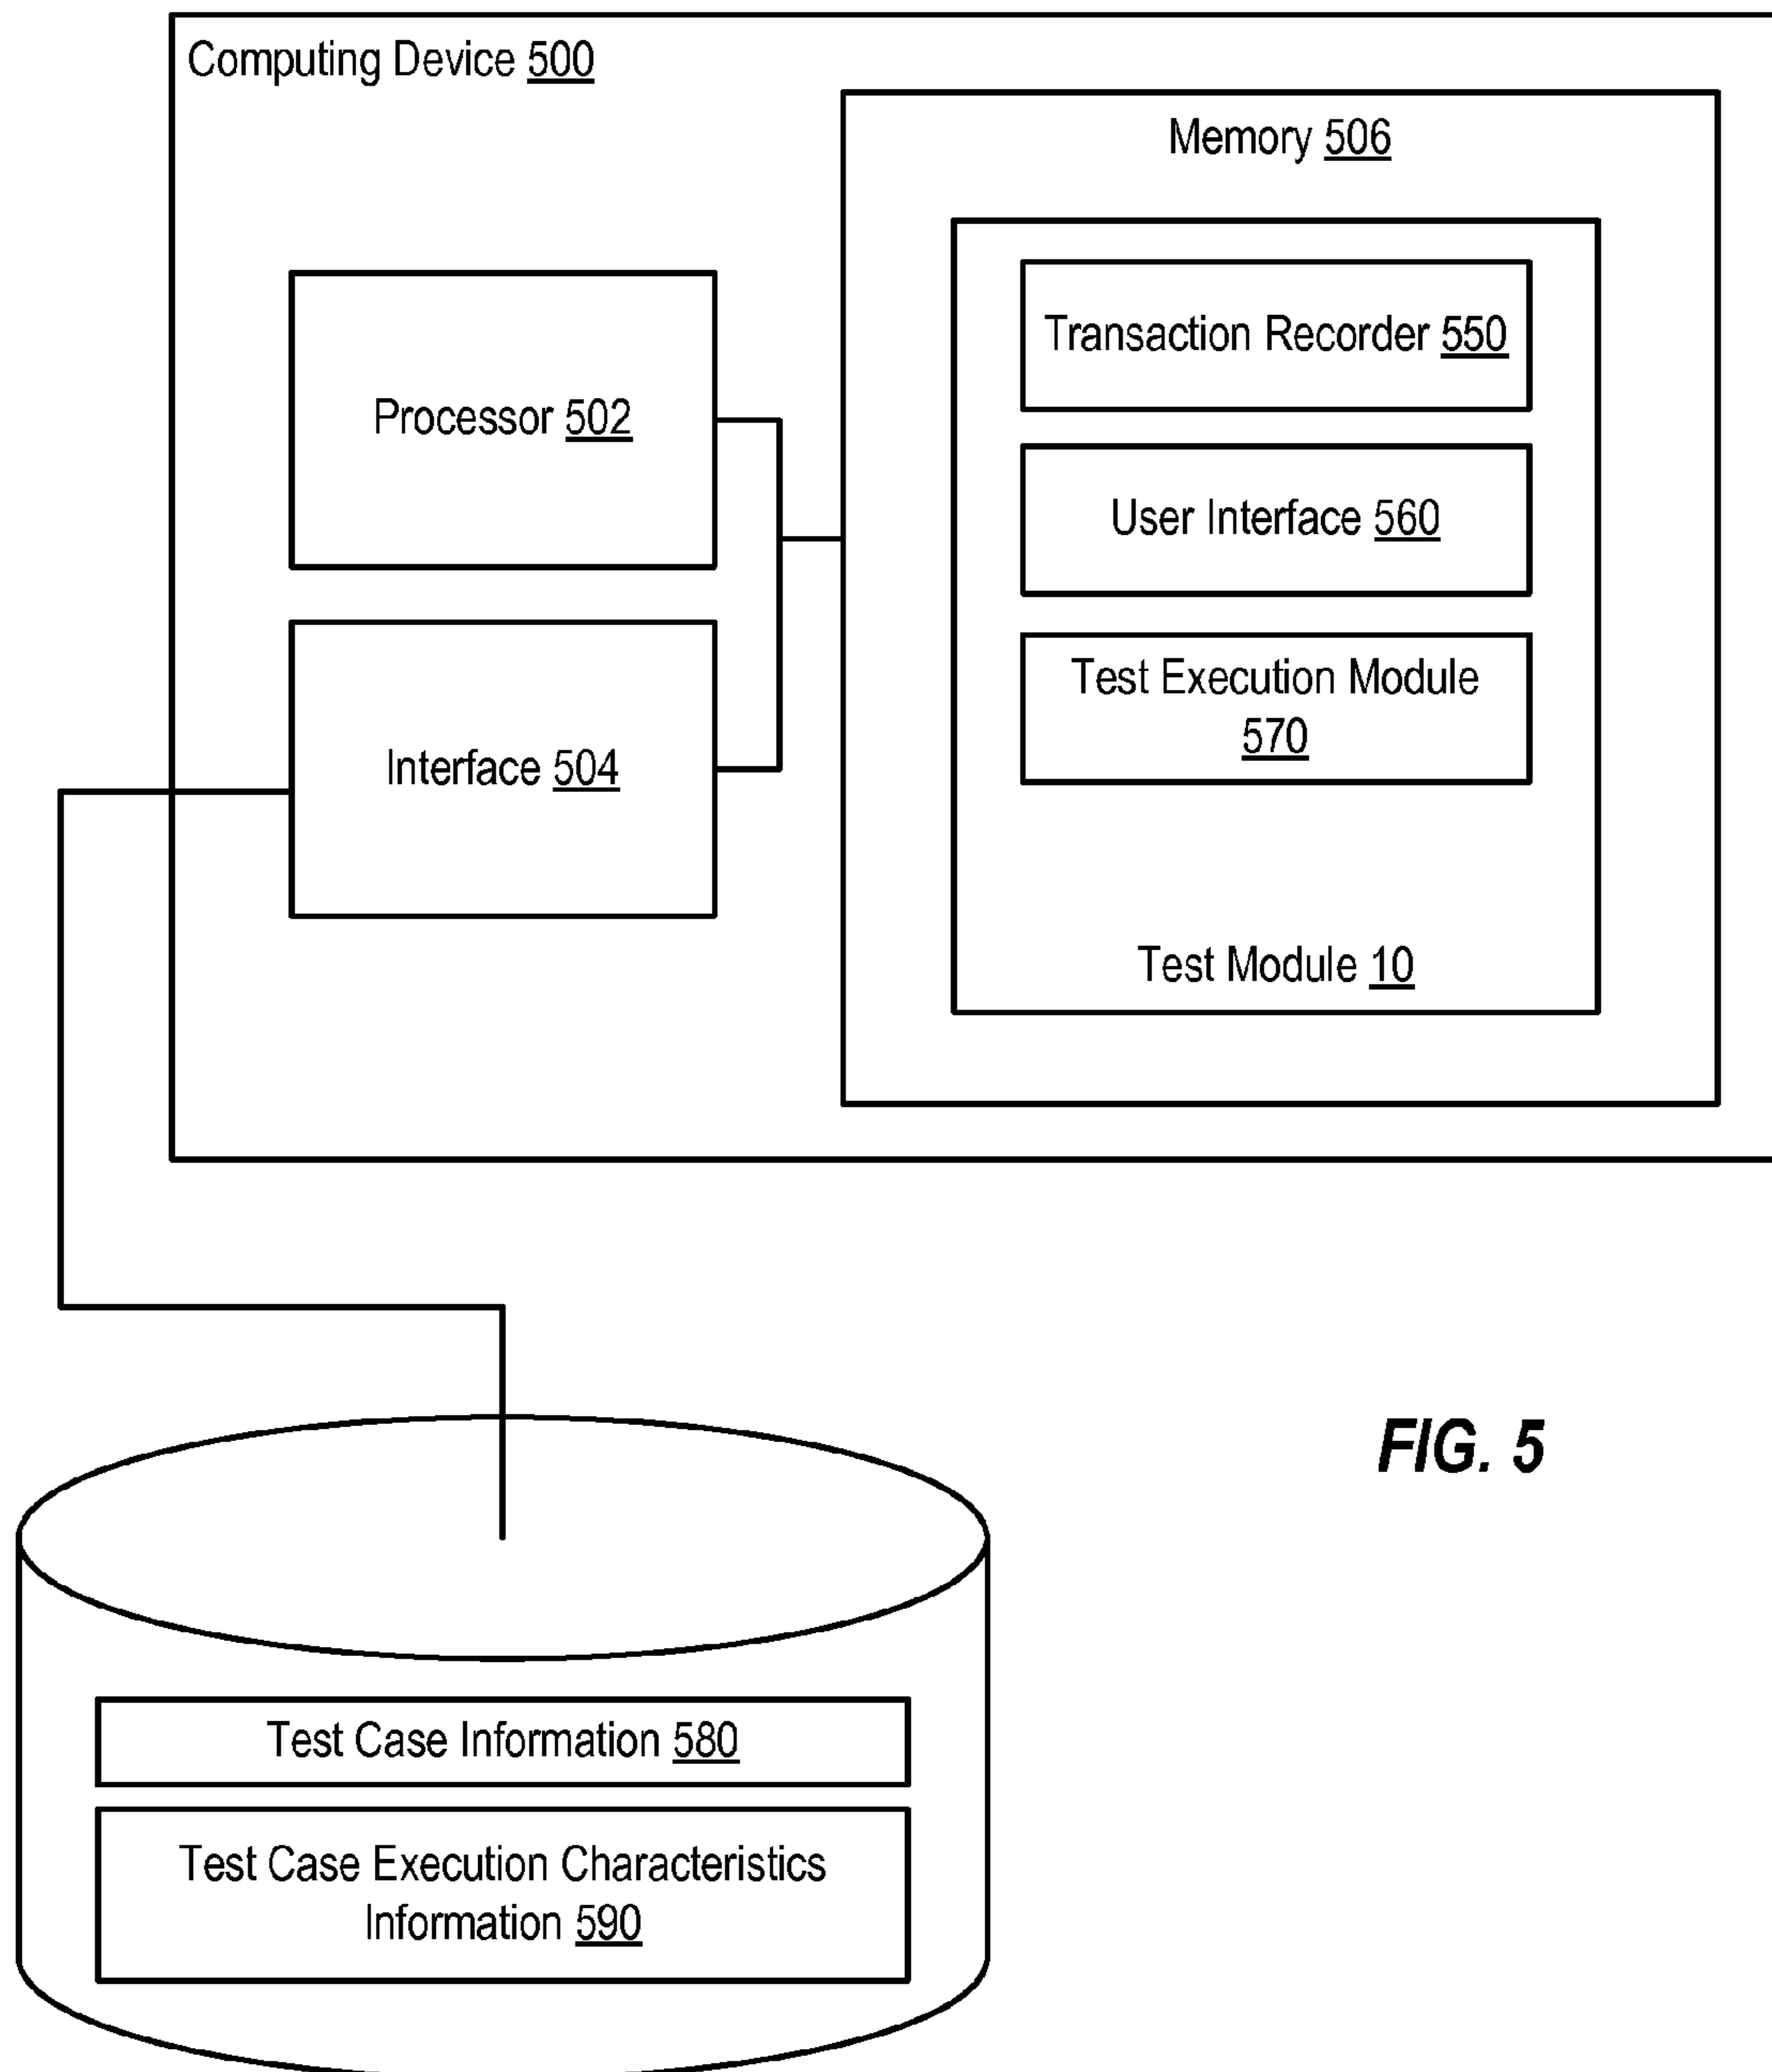 Computing Device 500
Memory 506
Transaction Recorder 550
Processor 502
User Interface 560
Test Execution Module
570
Interface 504
Test Module 10
FIG. 5
Test Case Information 580
Test Case Execution Characteristics
Information 590